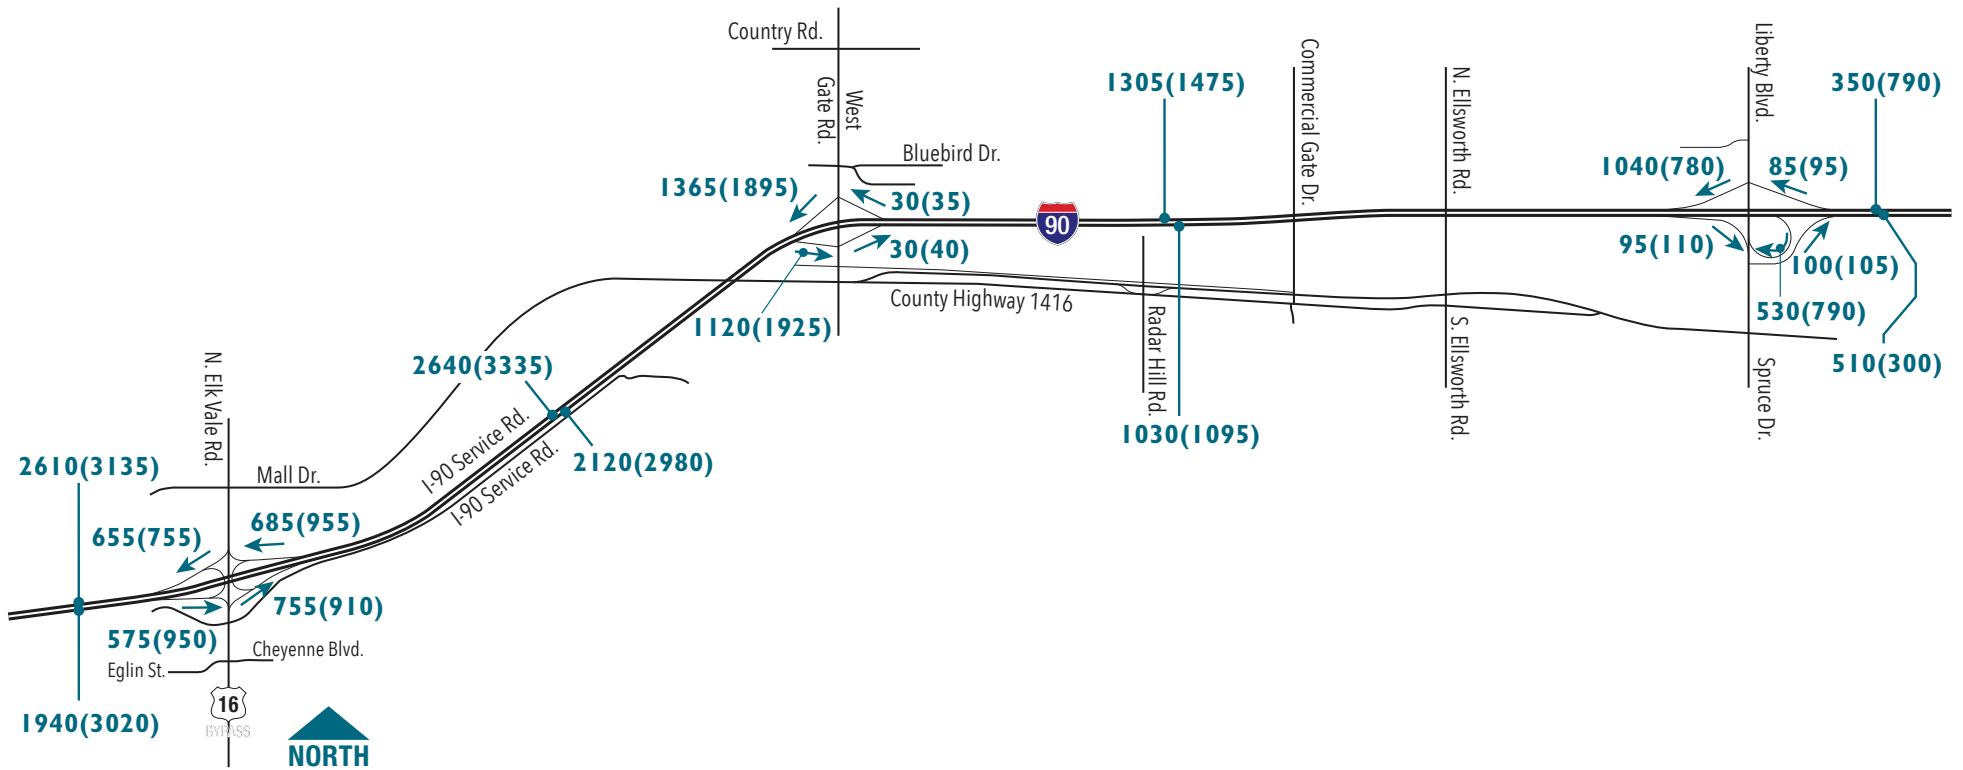 Country Rd.
West
Gate Rd.
1305(1475)
Commercial Gate Dr.
N. Ellsworth Rd.
Liberty Blvd.
350(790)
Bluebird Dr.
1365(1895)
30(35)
90
1040(780)
85(95)
30(40)
95(110)
100(105)
County Highway 1416
1120(1925)
530(790)
Radar Hill Rd.
S. Ellsworth Rd.
Spruce Dr.
510(300)
N. Elk Vale Rd.
2640(3335)
I-90 Service Rd.
I-90 Service Rd.
1030(1095)
2120(2980)
2610(3135)
Mall Dr.
655(755)
685(955)
755(910)
575(950)
Cheyenne Blvd.
Eglin St.
16
BYPASS
1940(3020)
NORTH